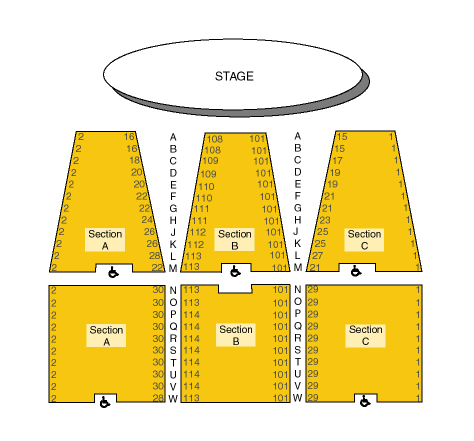 STAGE
2 16 A 108 101 A 15 1
2 16 B 108 101 B 15 1
2 18 C 109 101 C 17 1
2 20 D 109 101 D 19 1
2 20 E 110 101 E 19 1
2 22 F 110 101 F 21 1
2 22 G 111 101 G 21 1
2 24 H 111 101 H 23 1
2 26 J 112 101 J 25 1
Section A
Section B
Section C
2 26 K 112 101 K 25 1
2 28 L 113 101 L 27 1
2 22 M 113 101 M 21 1
2 30 N 113 101 N 29 1
2 30 O 113 101 O 29 1
2 30 P 114 101 P 29 1
2 30 Q 114 101 Q 29 1
Section A
Section B
Section C
2 30 R 114 101 R 29 1
2 30 S 114 101 S 29 1
2 30 T 114 101 T 29 1
2 30 U 114 101 U 29 1
2 30 V 114 101 V 29 1
2 28 W 113 101 W 29 1